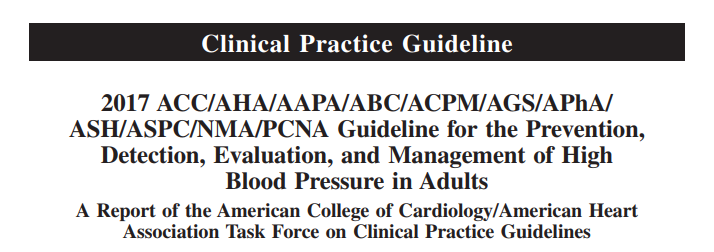 Clinical Practice Guideline
2017 ACC/AHA/AAPA/ABC/ACPM/AGS/APhA/
ASH/ASPC/NMA/PCNA Guideline for the Prevention,
Detection, Evaluation, and Management of High
Blood Pressure in Adults
A Report of the American College of Cardiology/American Heart
Association Task Force on Clinical Practice Guidelines